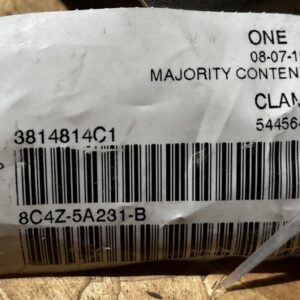 ONE
08-07-1
MAJORITY CONTEN
CLAM
54456-
3814814C1
8C4Z-5A231-B